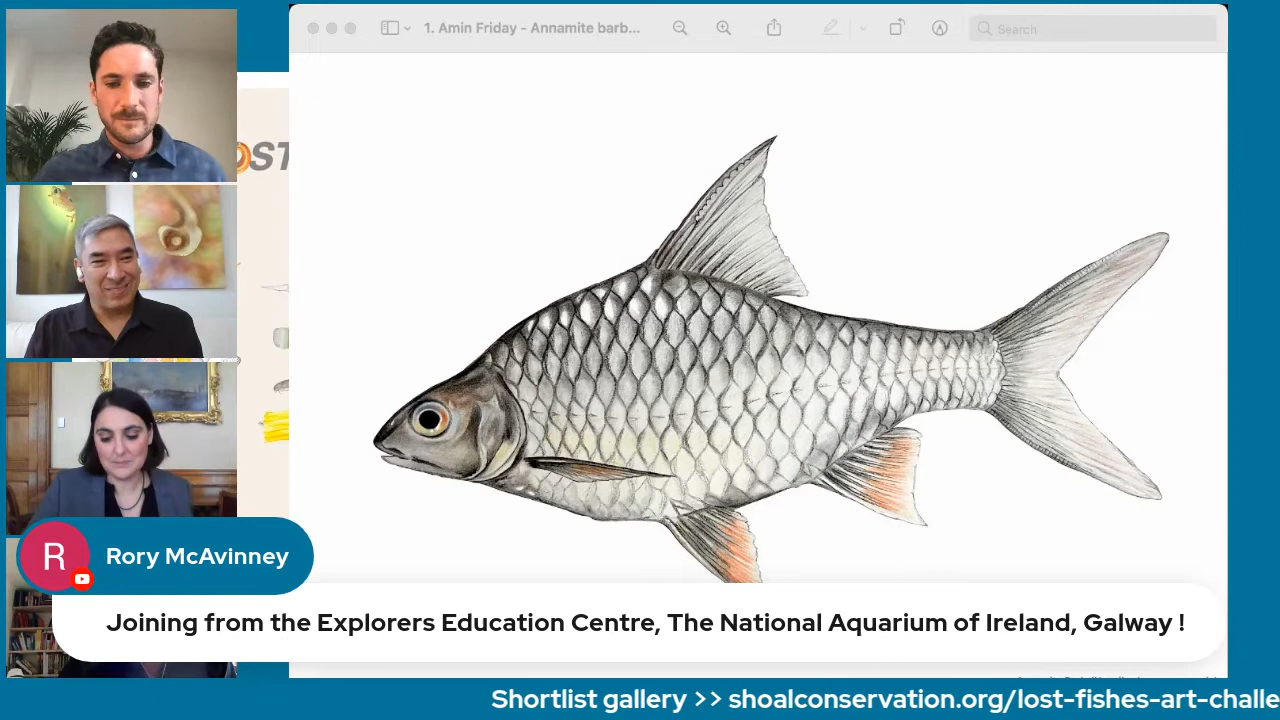 1. Amin Friday - Annamite barb...
Search
OST
R
Rory McAvinney
Joining from the Explorers Education Centre, The National Aquarium of Ireland, Galway !
Shortlist gallery >> shoalconservation.org/lost-fishes-art-challe